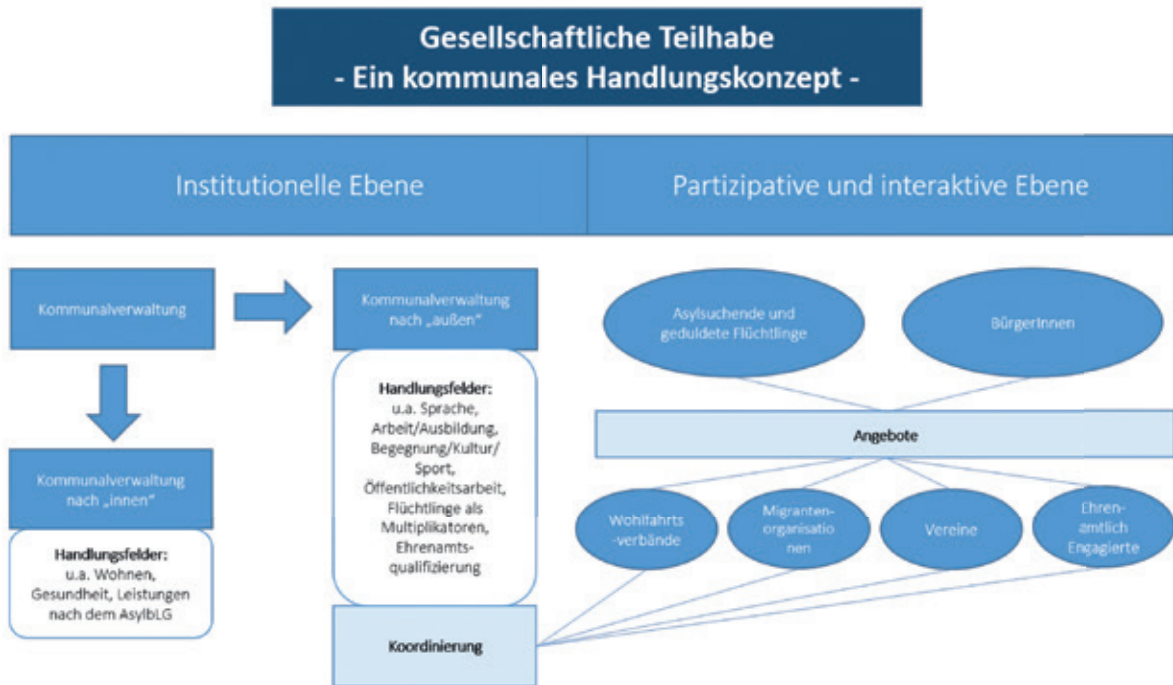 Gesellschaftliche Teilhabe
- Ein kommunales Handlungskonzept -
Institutionelle Ebene
Partizipative und interaktive Ebene
Kommunalverwaltung
Kommunalverwaltung
nach „außen“
Asylsuchende und
geduldete Flüchtlinge
BürgerInnen
Handlungsfelder:
u.a. Sprache,
Arbeit/Ausbildung,
Begegnung/Kultur/
Sport,
Öffentlichkeitsarbeit,
Flüchtlinge als
Multiplikatoren,
Ehrenamts-
qualifizierung
Angebote
Kommunalverwaltung
nach „innen“
Handlungsfelder:
u.a. Wohnen,
Gesundheit, Leistungen
nach dem AsylbLG
Wohlfahrts
-verbände
Migranten-
organisatio
nen
Vereine
Ehren-
amtlich
Engagierte
Koordinierung